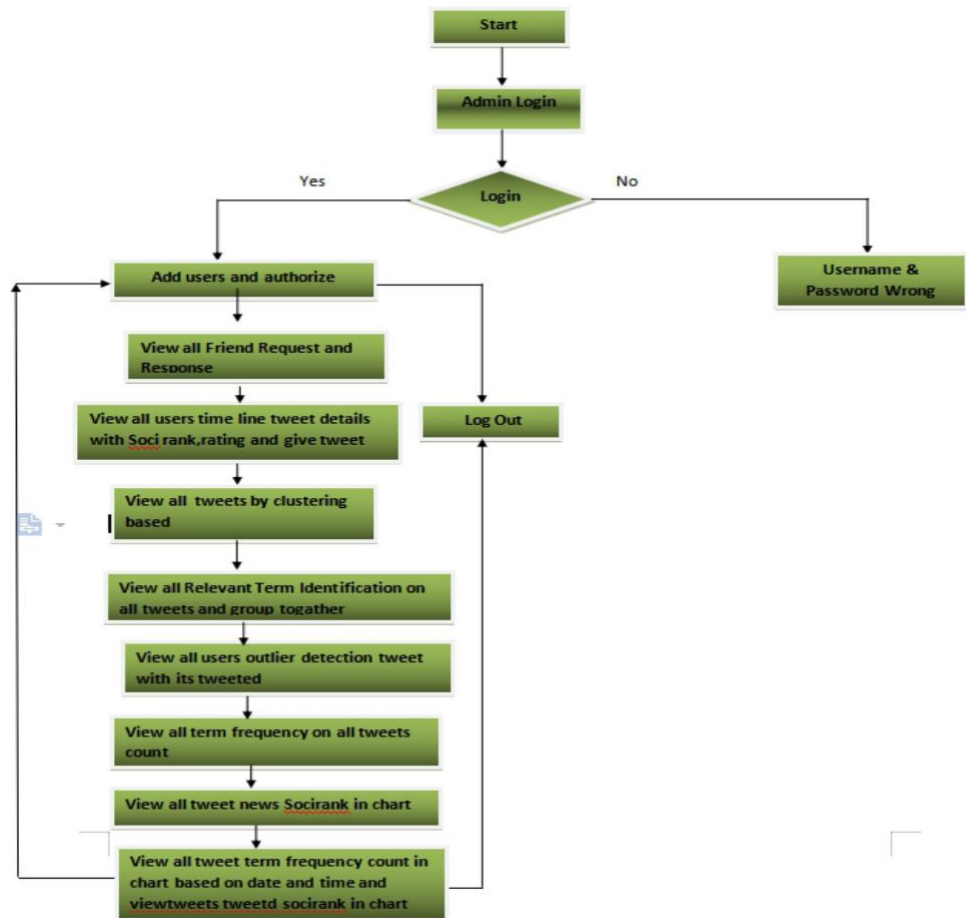 Start
Admin Login
Login
Yes
No
Add users and authorize
Username &
Password Wrong
View all Friend Request and
Response
View all users time line tweet details
with Soci rank,rating and give tweet
Log Out
View all tweets by clustering
based
View all Relevant Term Identification on
all tweets and group togather
View all users outlier detection tweet
with its tweeted
View all term frequency on all tweets
count
View all tweet news Socirank in chart
View all tweet term frequency count in
chart based on date and time and
viewtweets tweetd socirank in chart